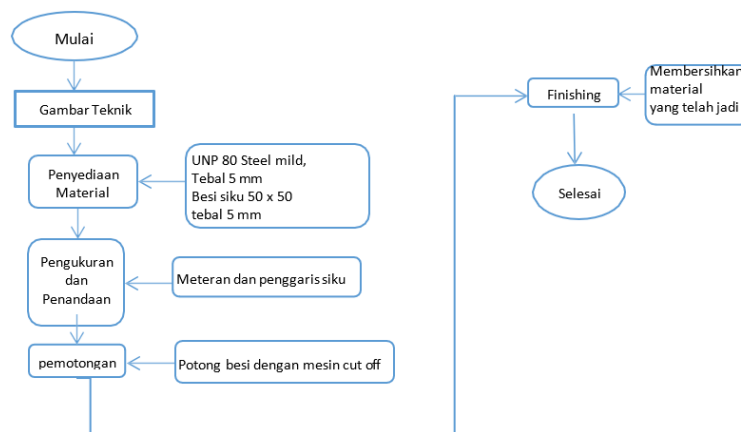 Mulai
Gambar Teknik
Penyediaan
Material
UNP 80 Steel mild,
Tebal 5 mm
Besi siku 50 x 50
tebal 5 mm
Pengukuran
dan
Penandaan
Meteran dan penggaris siku
pemotongan
Potong besi dengan mesin cut off
Finishing
Membersihkan
material
yang telah jadi
Selesai